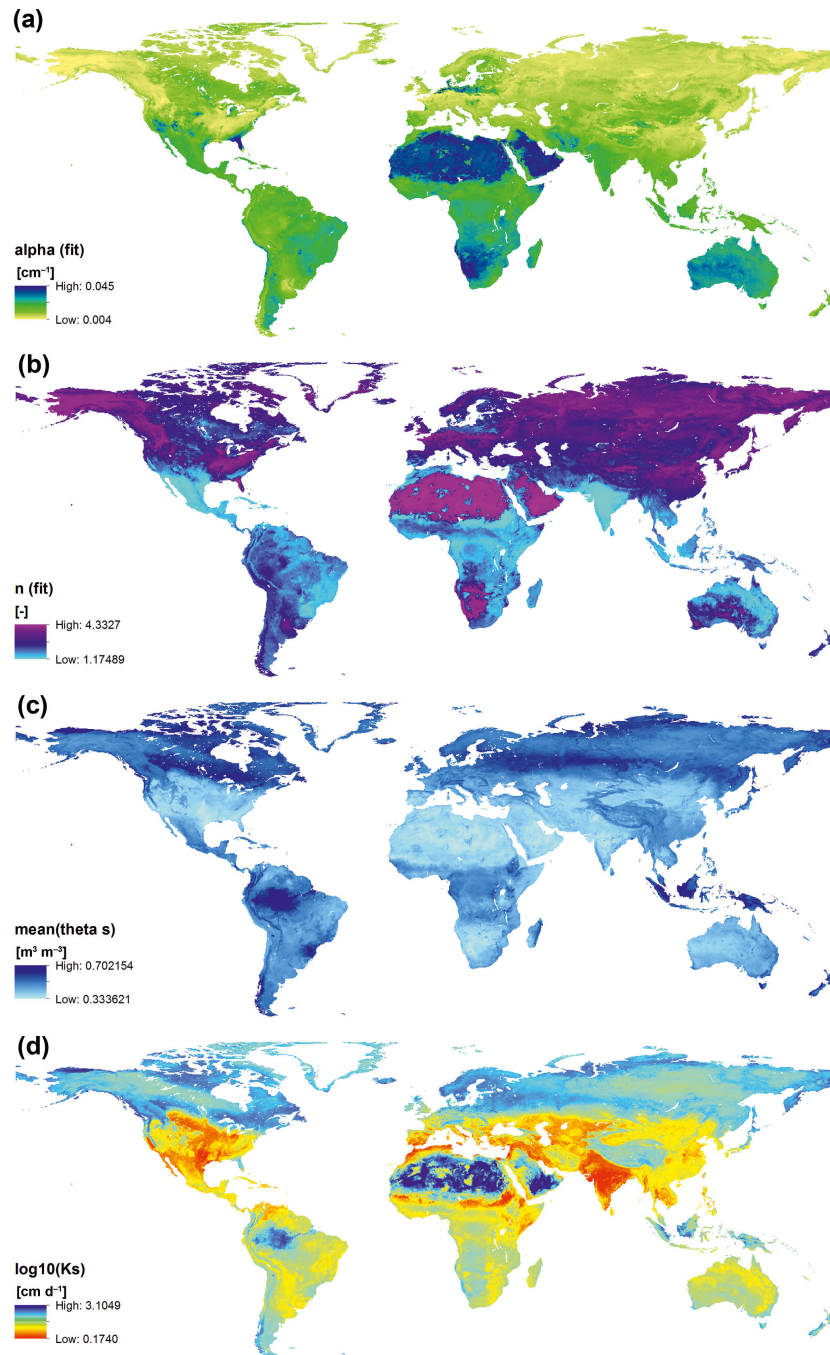 (a)
alpha (fit)
[cm⁻¹]
High: 0.045
Low: 0.004
(b)
n (fit)
[-]
High: 4.3327
Low: 1.17489
(c)
mean(theta s)
[m³ m⁻³]
High: 0.702154
Low: 0.333621
(d)
log10(Ks)
[cm d⁻¹]
High: 3.1049
Low: 0.1740